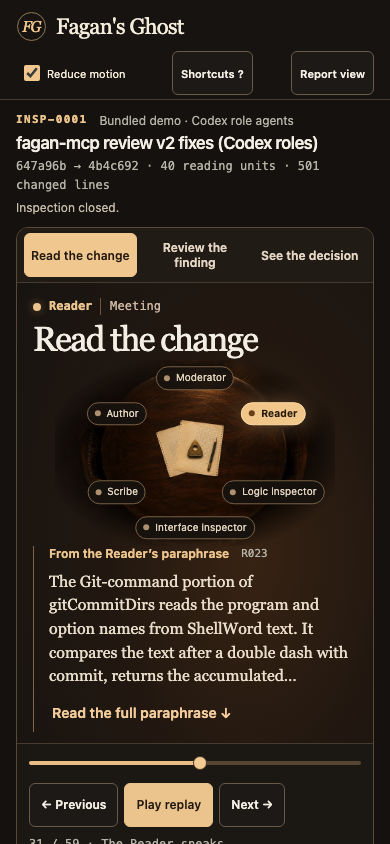 FG Fagan's Ghost
Reduce motion
Shortcuts ?
Report view
INSP-0001 Bundled demo · Codex role agents
fagan-mcp review v2 fixes (Codex roles)
647a96b → 4b4c692 · 40 reading units · 501
changed lines
Inspection closed.
Read the change
Review the
finding
See the decision
Reader | Meeting
Read the change
Moderator
Author
Reader
Scribe
Logic inspector
Interface inspector
From the Reader's paraphrase R023
The Git-command portion of
gitCommitDirs reads the program and
option names from ShellWord text. It
compares the text after a double dash with
commit, returns the accumulated...
Read the full paraphrase ↓
← Previous
Play replay
Next →
31 / 59 · The Reader speaks